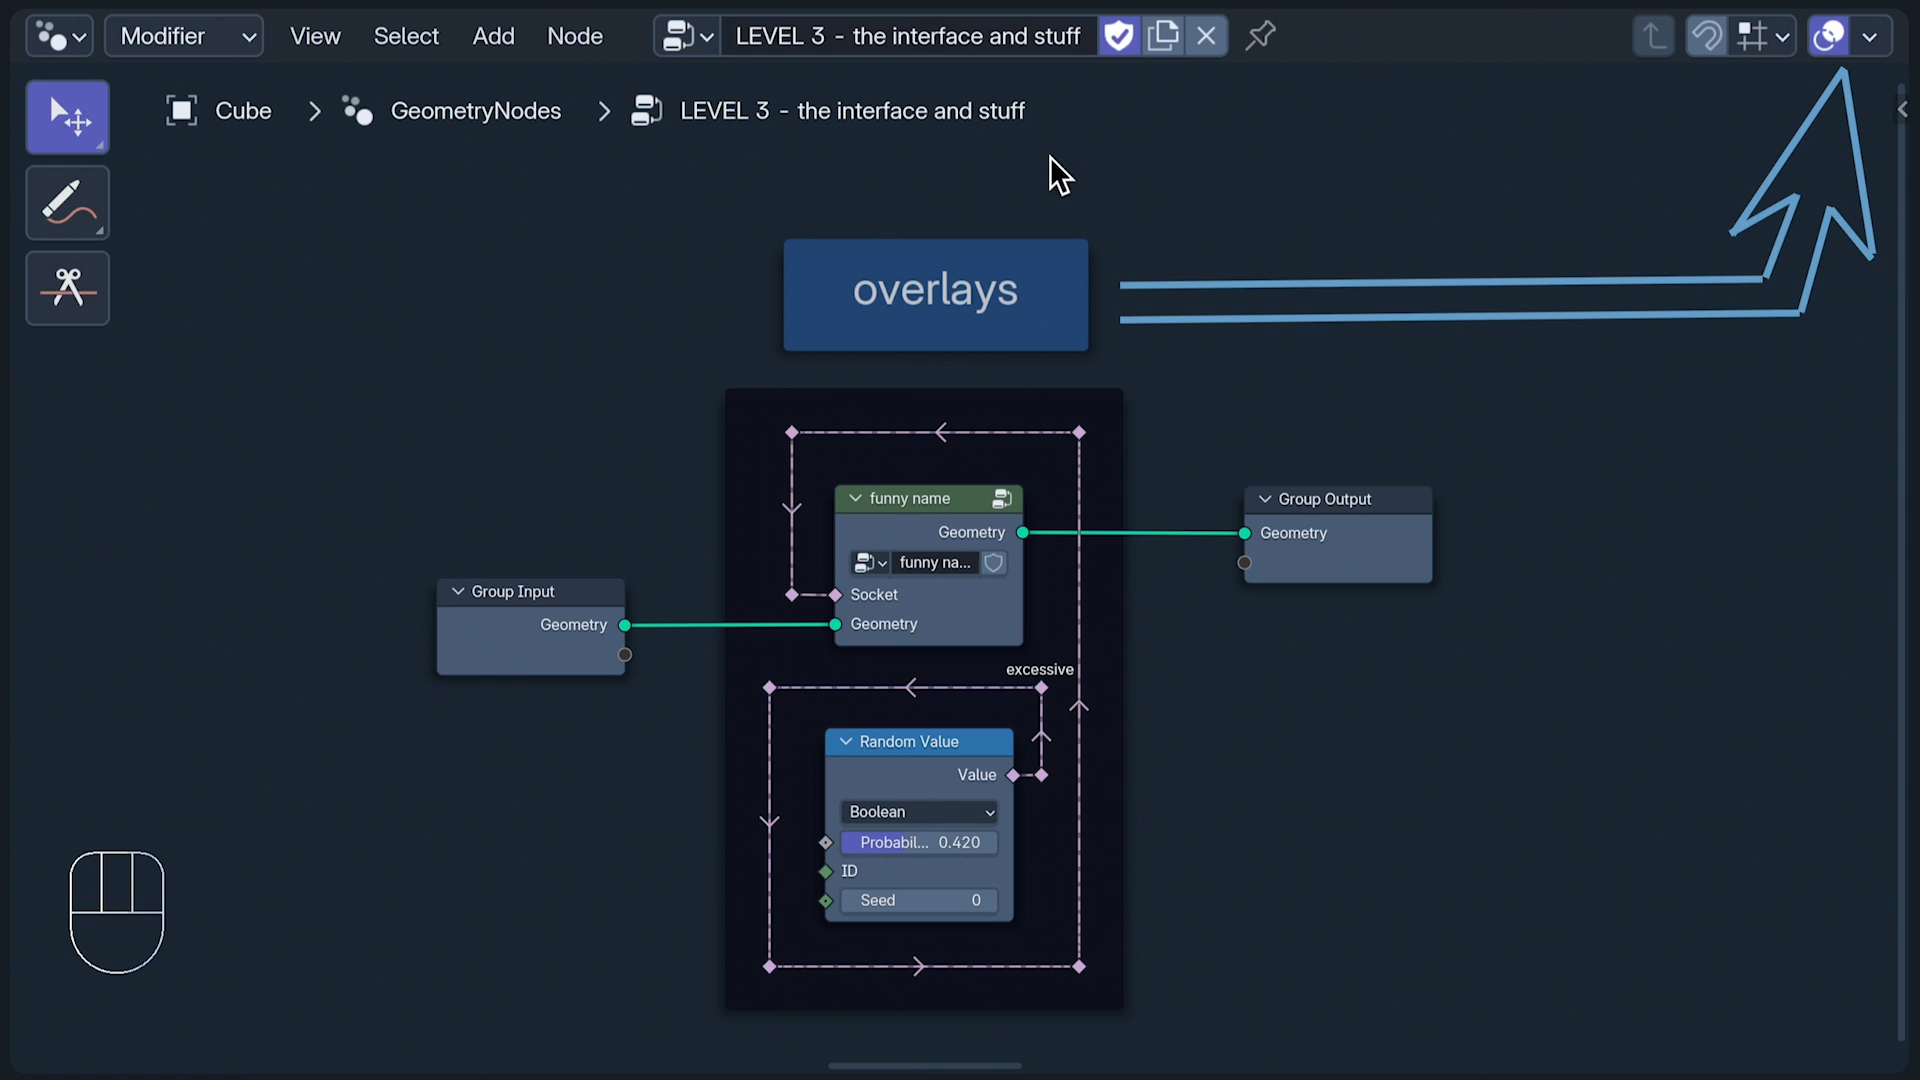 Modifier View Select Add Node LEVEL 3 - the interface and stuff
Cube > GeometryNodes > LEVEL 3 - the interface and stuff
overlays
funny name
Geometry
funny na...
Socket
Geometry
Group Input
Geometry
Group Output
Geometry
excessive
Random Value
Value
Boolean
Probabil... 0.420
ID
Seed 0